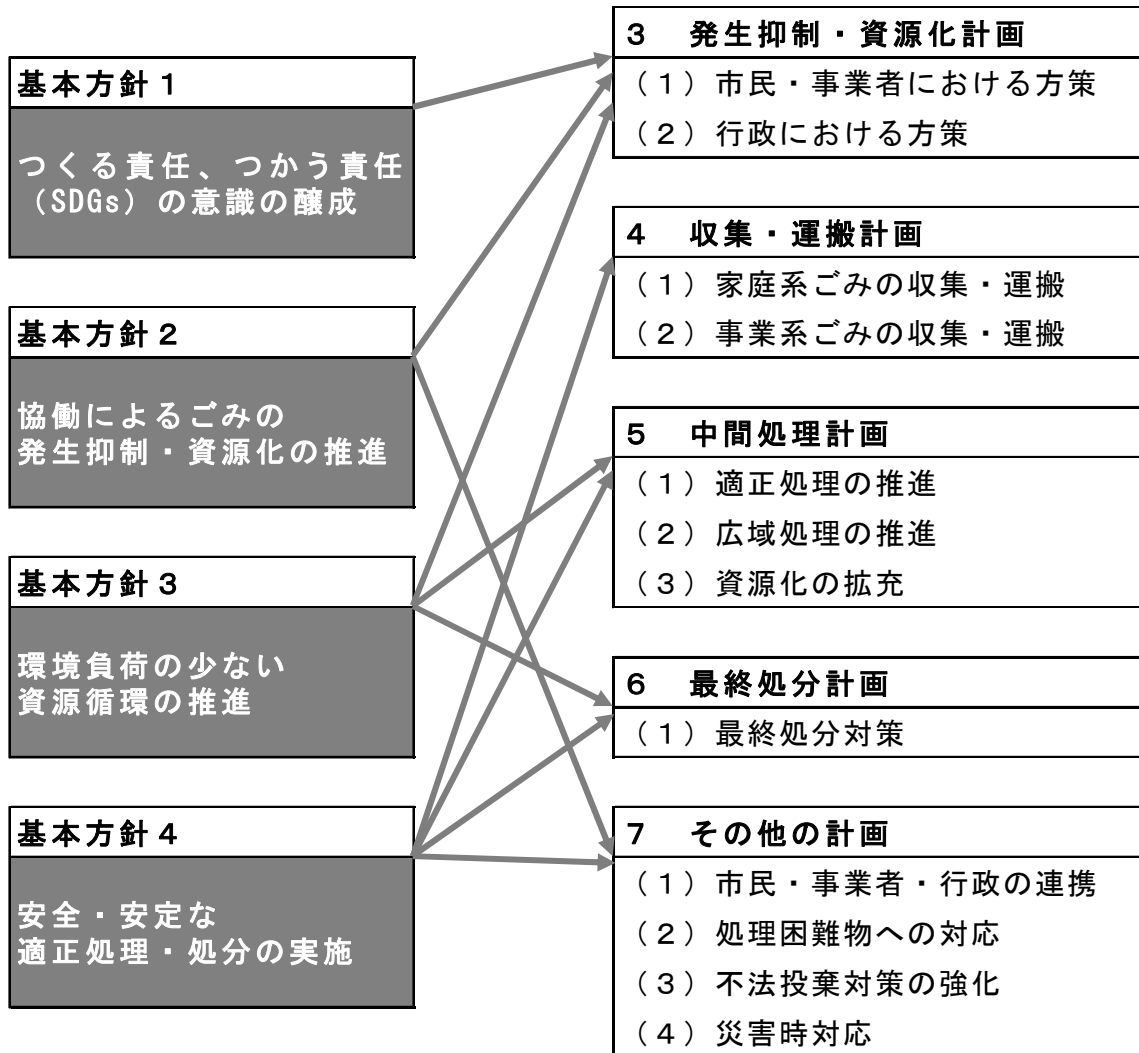 基本方針１
つくる責任、つかう責任
（SDGs）の意識の醸成
基本方針２
協働によるごみの
発生抑制・資源化の推進
基本方針３
環境負荷の少ない
資源循環の推進
基本方針４
安全・安定な
適正処理・処分の実施
３　発生抑制・資源化計画
（１）市民・事業者における方策
（２）行政における方策
４　収集・運搬計画
（１）家庭系ごみの収集・運搬
（２）事業系ごみの収集・運搬
５　中間処理計画
（１）適正処理の推進
（２）広域処理の推進
（３）資源化の拡充
６　最終処分計画
（１）最終処分対策
７　その他の計画
（１）市民・事業者・行政の連携
（２）処理困難物への対応
（３）不法投棄対策の強化
（４）災害時対応